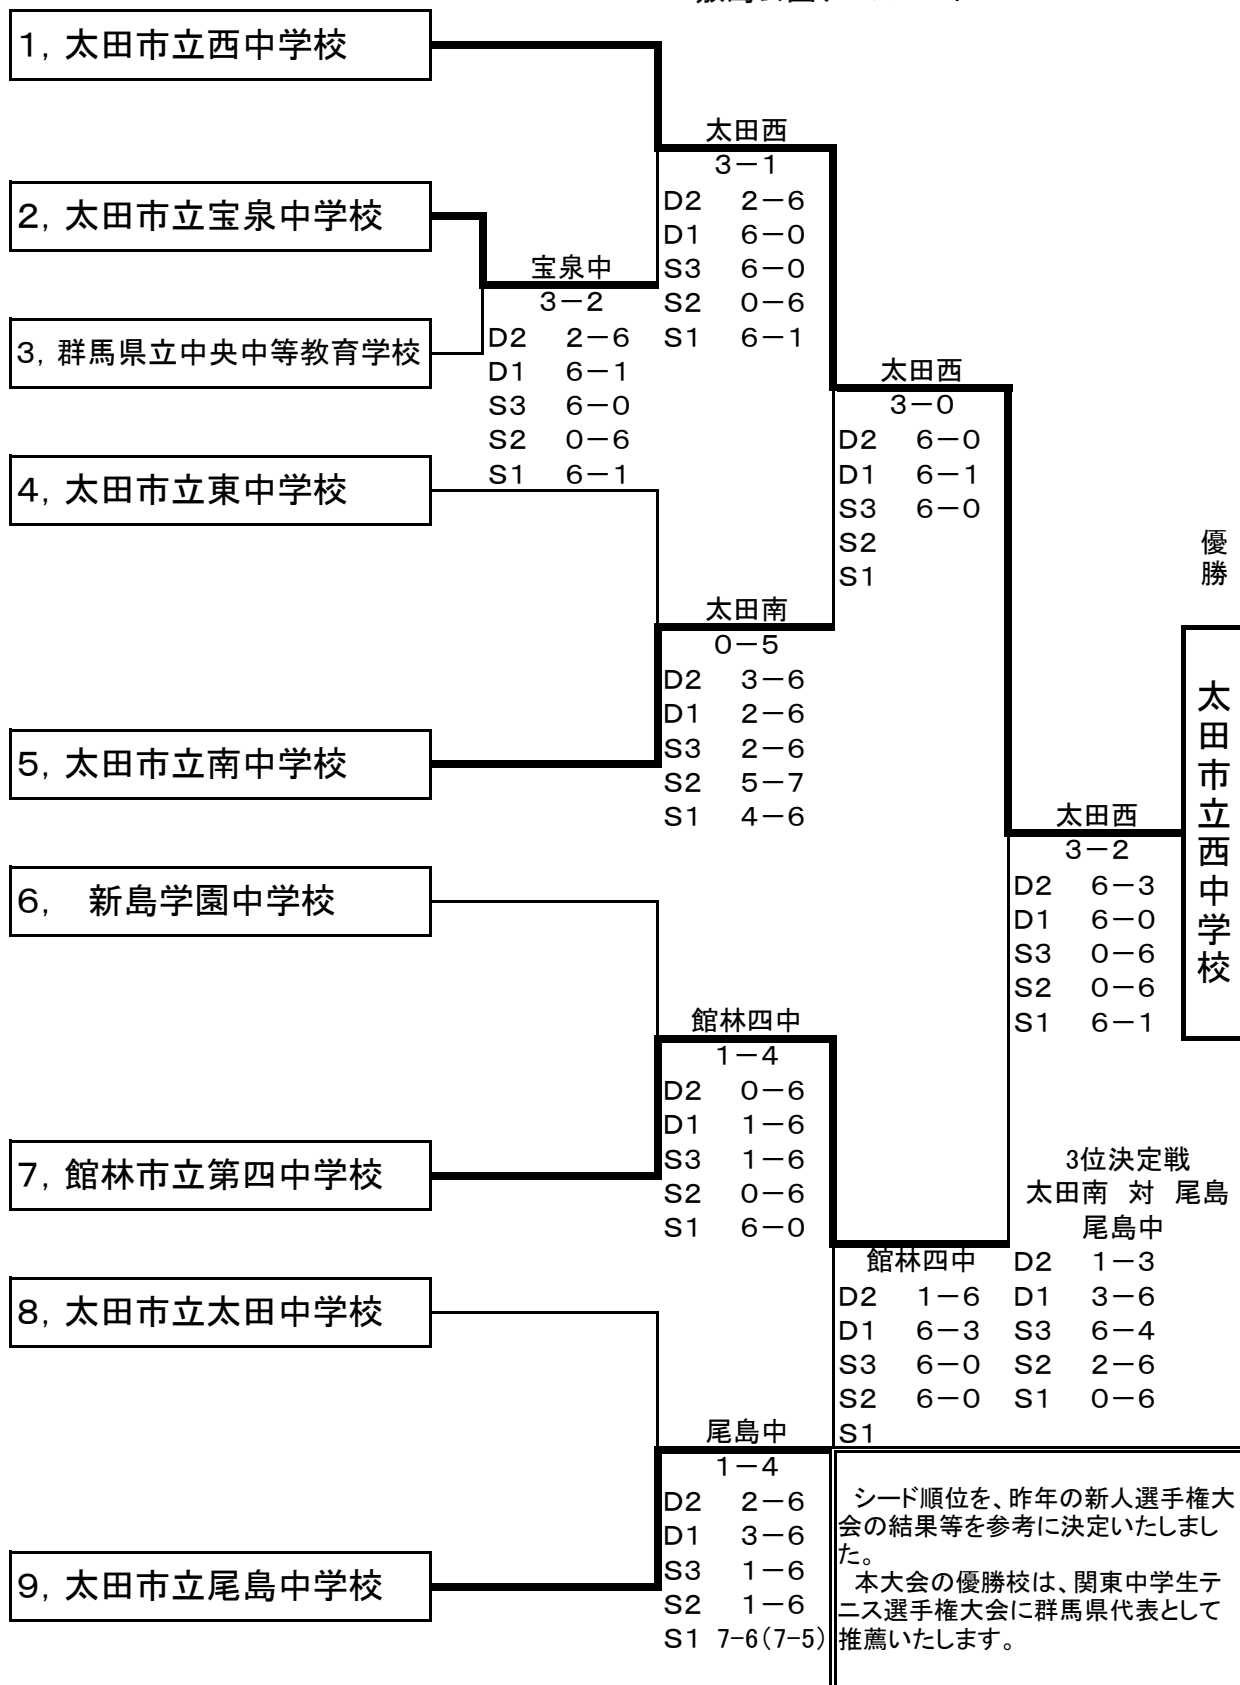 1, 太田市立西中学校
太田西
3－1
D2 2－6
D1 6－0
S3 6－0
S2 0－6
S1 6－1
2, 太田市立宝泉中学校
宝泉中
3－2
D2 2－6
D1 6－1
S3 6－0
S2 0－6
S1 6－1
3, 群馬県立中央中等教育学校
太田西
3－0
D2 6－0
D1 6－1
S3 6－0
S2
S1
4, 太田市立東中学校
太田南
0－5
D2 3－6
D1 2－6
S3 2－6
S2 5－7
S1 4－6
5, 太田市立南中学校
優勝
太田市立西中学校
太田西
3－2
D2 6－3
D1 6－0
S3 0－6
S2 0－6
S1 6－1
6, 新島学園中学校
館林四中
1－4
D2 0－6
D1 1－6
S3 1－6
S2 0－6
S1 6－0
7, 館林市立第四中学校
3位決定戦
太田南 対 尾島
尾島中
D2 1－3
D1 3－6
S3 6－4
S2 2－6
S1 0－6
館林四中
D2 1－6
D1 6－3
S3 6－0
S2 6－0
S1
8, 太田市立太田中学校
尾島中
1－4
D2 2－6
D1 3－6
S3 1－6
S2 1－6
S1 7-6(7-5)
9, 太田市立尾島中学校
シード順位を、昨年の新人選手権大
会の結果等を参考に決定いたしまし
た。
本大会の優勝校は、関東中学生テ
ニス選手権大会に群馬県代表として
推薦いたします。